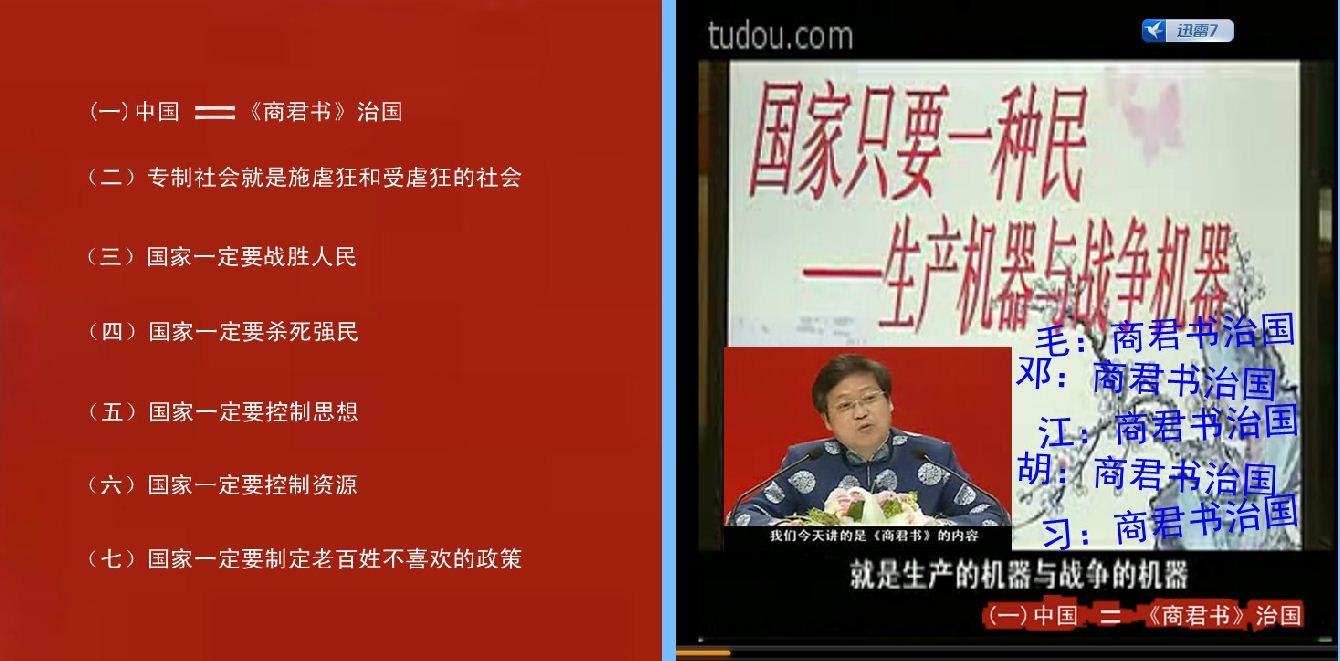 (一)中国 ══《商君书》治国
（二）专制社会就是施虐狂和受虐狂的社会
（三）国家一定要战胜人民
（四）国家一定要杀死强民
（五）国家一定要控制思想
（六）国家一定要控制资源
（七）国家一定要制定老百姓不喜欢的政策
tudou.com
迅雷7
国家只要一种民
——生产机器与战争机器
毛：商君书治国
邓：商君书治国
江：商君书治国
胡：商君书治国
习：商君书治国
我们今天讲的是《商君书》的内容
就是生产的机器与战争的机器
(一)中国 ＝ 《商君书》治国